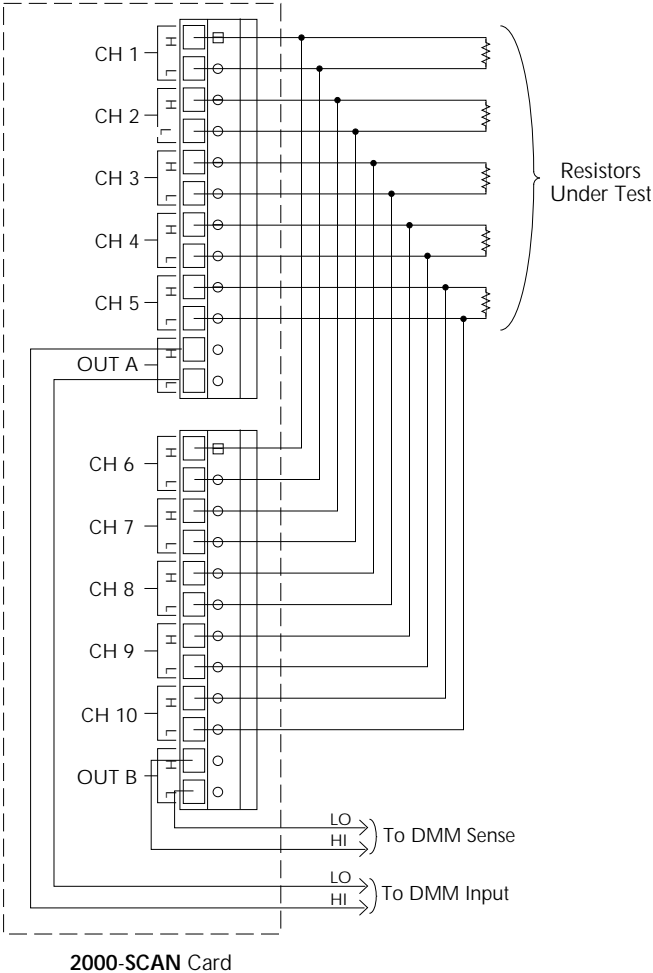 CH 1
H
L
CH 2
H
L
CH 3
H
L
Resistors
Under Test
CH 4
H
L
CH 5
H
L
OUT A
H
L
CH 6
H
L
CH 7
H
L
CH 8
H
L
CH 9
H
L
CH 10
H
L
OUT B
H
L
LO
HI
To DMM Sense
LO
HI
To DMM Input
2000-SCAN Card